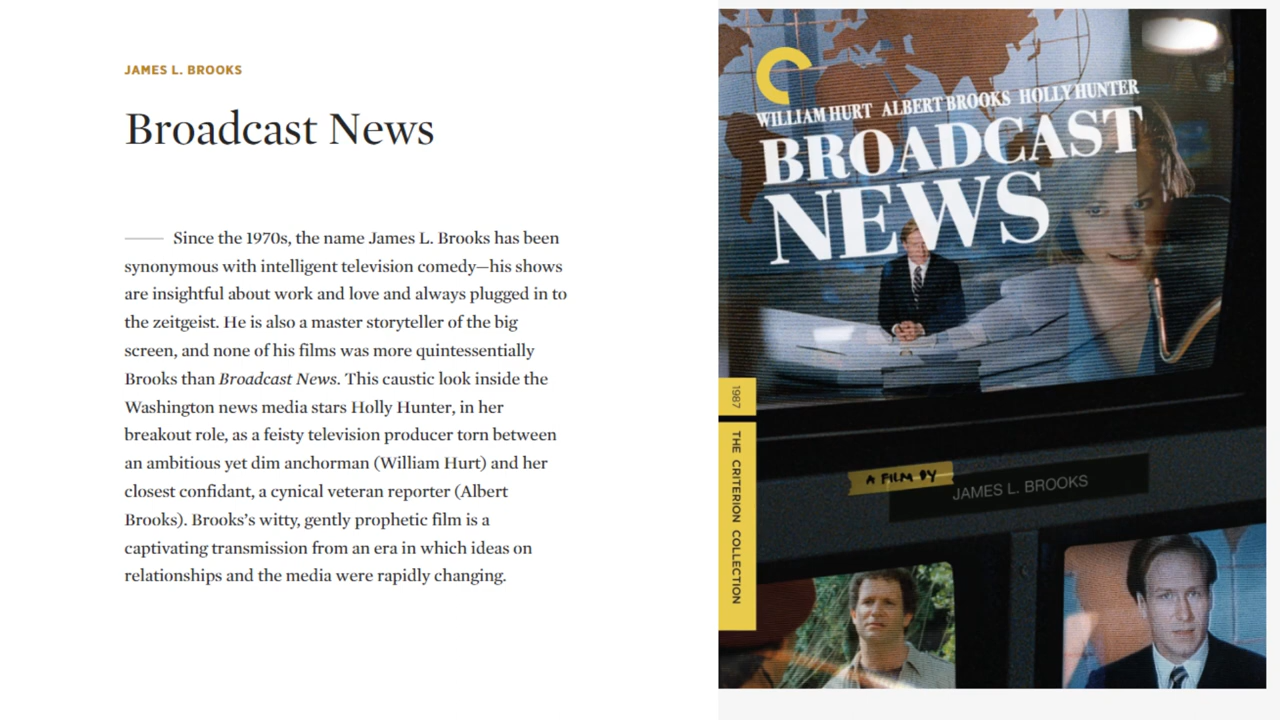 JAMES L. BROOKS
Broadcast News
Since the 1970s, the name James L. Brooks has been
synonymous with intelligent television comedy—his shows
are insightful about work and love and always plugged in to
the zeitgeist. He is also a master storyteller of the big
screen, and none of his films was more quintessentially
Brooks than Broadcast News. This caustic look inside the
Washington news media stars Holly Hunter, in her
breakout role, as a feisty television producer torn between
an ambitious yet dim anchorman (William Hurt) and her
closest confidant, a cynical veteran reporter (Albert
Brooks). Brooks’s witty, gently prophetic film is a
captivating transmission from an era in which ideas on
relationships and the media were rapidly changing.
WILLIAM HURT ALBERT BROOKS HOLLY HUNTER
BROADCAST
NEWS
1987
THE CRITERION COLLECTION
A FILM BY
JAMES L. BROOKS